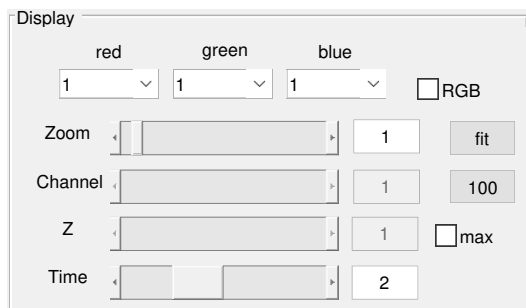 Display
red green blue
1 1 1 RGB
Zoom 1 fit
Channel 1 100
Z 1 max
Time 2